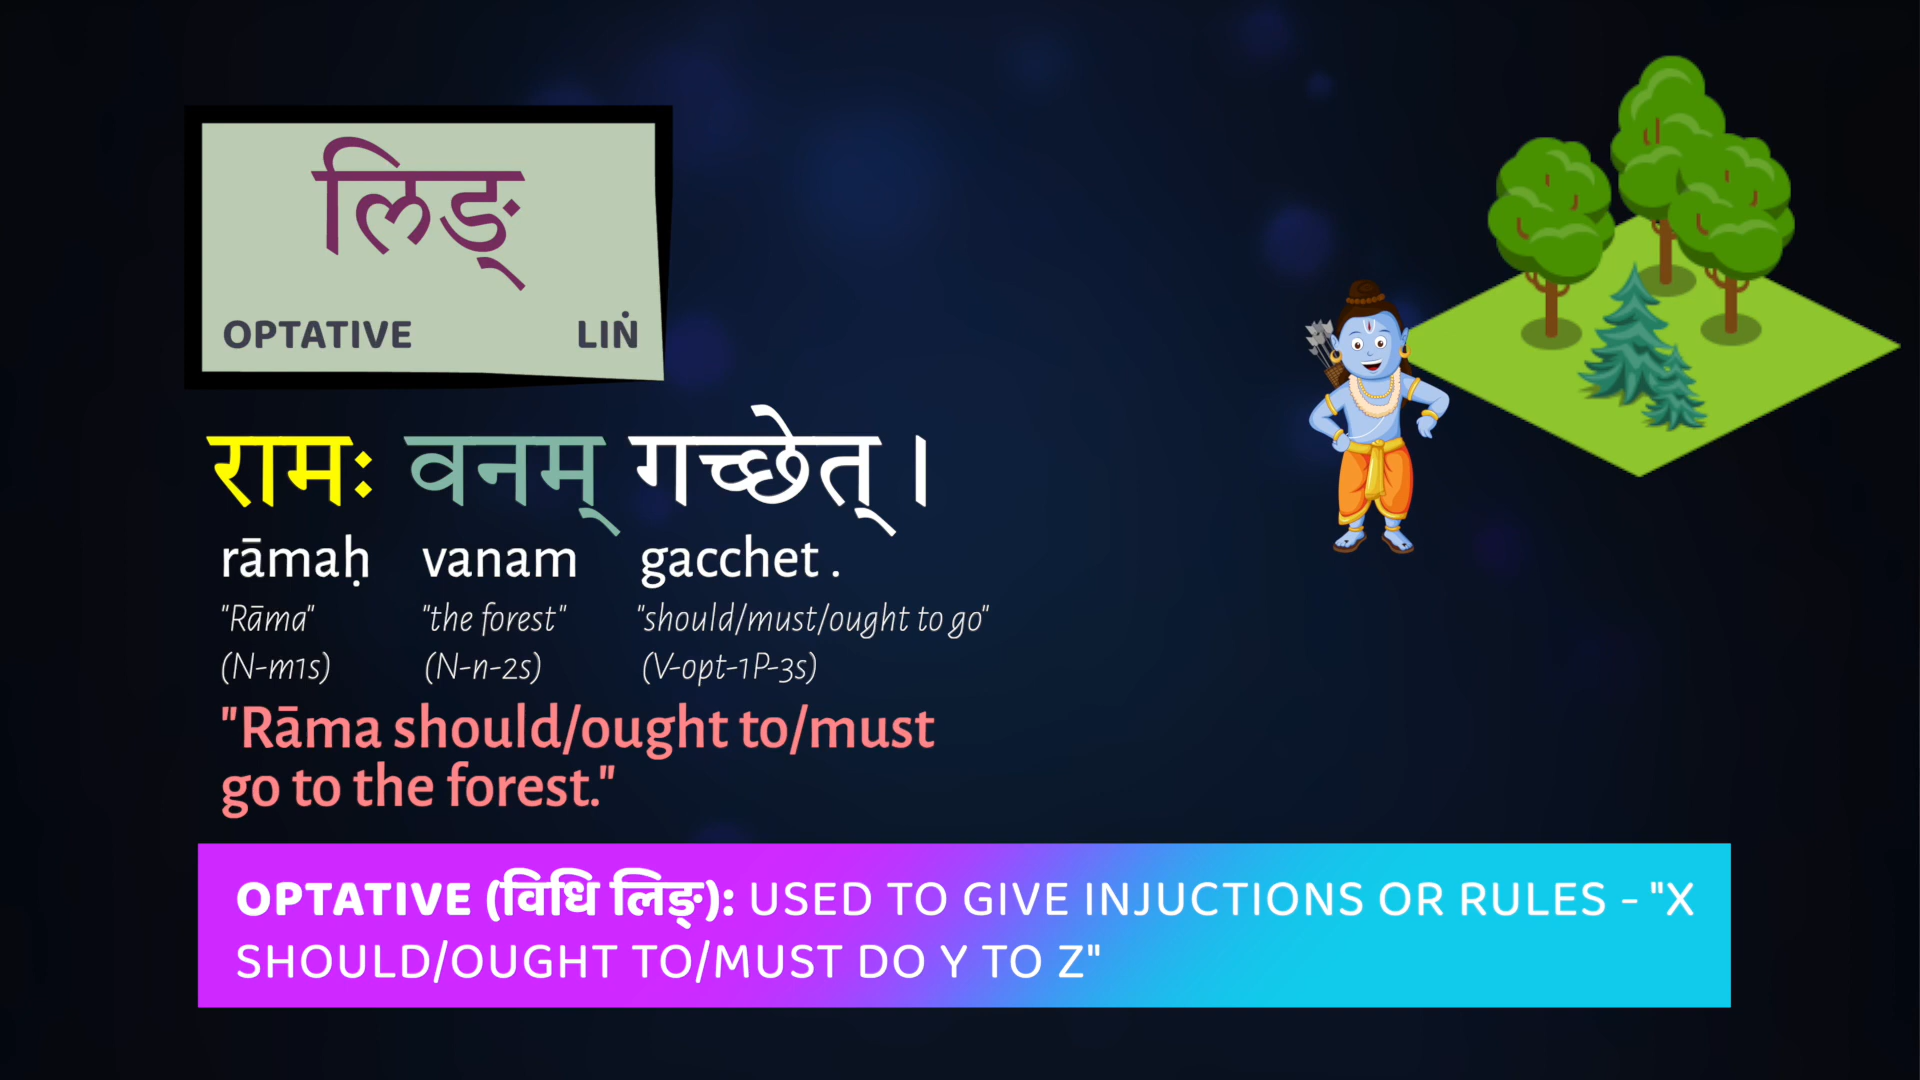 लिङ्
OPTATIVE LIṄ
रामः वनम् गच्छेत् ।
rāmaḥ vanam gacchet .
"Rāma" "the forest" "should/must/ought to go"
(N-m1s) (N-n-2s) (V-opt-1P-3s)
"Rāma should/ought to/must
go to the forest."
OPTATIVE (विधि लिङ्): USED TO GIVE INJUCTIONS OR RULES - "X
SHOULD/OUGHT TO/MUST DO Y TO Z"